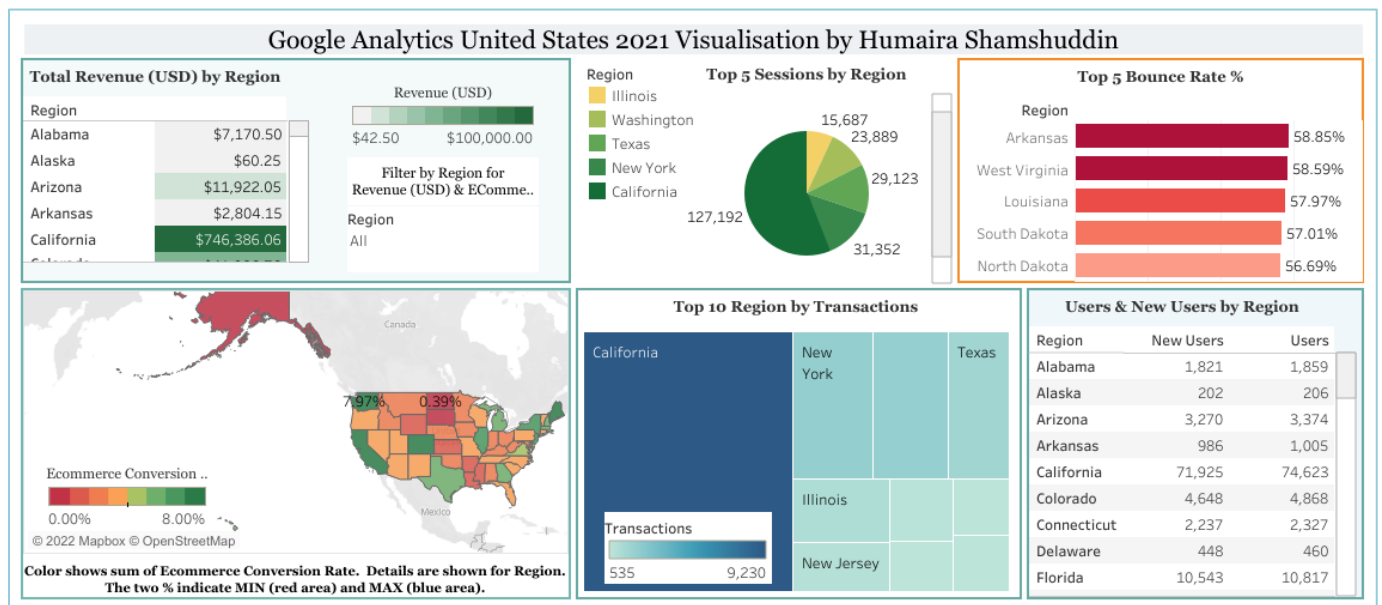 Google Analytics United States 2021 Visualisation by Humaira Shamshuddin
Total Revenue (USD) by Region
Region
Alabama $7,170.50
Alaska $60.25
Arizona $11,922.05
Arkansas $2,804.15
California $746,386.06
Revenue (USD)
$42.50 $100,000.00
Filter by Region for
Revenue (USD) & EComme..
Region
All
Region
Illinois
Washington
Texas
New York
California
Top 5 Sessions by Region
15,687
23,889
29,123
31,352
127,192
Top 5 Bounce Rate %
Region
Arkansas 58.85%
West Virginia 58.59%
Louisiana 57.97%
South Dakota 57.01%
North Dakota 56.69%
Canada
7.97% 0.39%
Mexico
Ecommerce Conversion ..
0.00% 8.00%
© 2022 Mapbox © OpenStreetMap
Color shows sum of Ecommerce Conversion Rate. Details are shown for Region.
The two % indicate MIN (red area) and MAX (blue area).
Top 10 Region by Transactions
California
New
York
Texas
Illinois
New Jersey
Transactions
535 9,230
Users & New Users by Region
Region New Users Users
Alabama 1,821 1,859
Alaska 202 206
Arizona 3,270 3,374
Arkansas 986 1,005
California 71,925 74,623
Colorado 4,648 4,868
Connecticut 2,237 2,327
Delaware 448 460
Florida 10,543 10,817